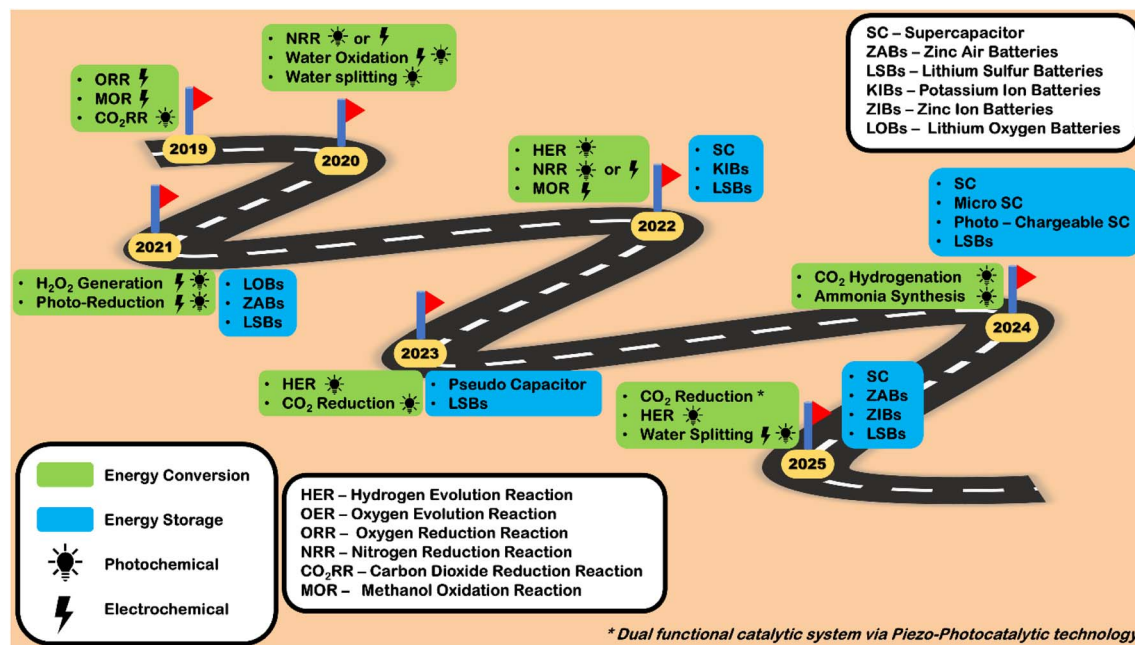 • NRR or
• Water Oxidation
• Water splitting
SC – Supercapacitor
ZABs – Zinc Air Batteries
LSBs – Lithium Sulfur Batteries
KIBs – Potassium Ion Batteries
ZIBs – Zinc Ion Batteries
LOBs – Lithium Oxygen Batteries
• ORR
• MOR
• CO₂RR
2019
2020
• HER
• NRR or
• MOR
• SC
• KIBs
• LSBs
• SC
• Micro SC
• Photo – Chargeable SC
• LSBs
2021
2022
• H₂O₂ Generation
• Photo-Reduction
• LOBs
• ZABs
• LSBs
• CO₂ Hydrogenation
• Ammonia Synthesis
2023
2024
• HER
• CO₂ Reduction
• Pseudo Capacitor
• LSBs
• CO₂ Reduction *
• HER
• Water Splitting
• SC
• ZABs
• ZIBs
• LSBs
2025
Energy Conversion
Energy Storage
Photochemical
Electrochemical
HER – Hydrogen Evolution Reaction
OER – Oxygen Evolution Reaction
ORR – Oxygen Reduction Reaction
NRR – Nitrogen Reduction Reaction
CO₂RR – Carbon Dioxide Reduction Reaction
MOR – Methanol Oxidation Reaction
* Dual functional catalytic system via Piezo-Photocatalytic technology